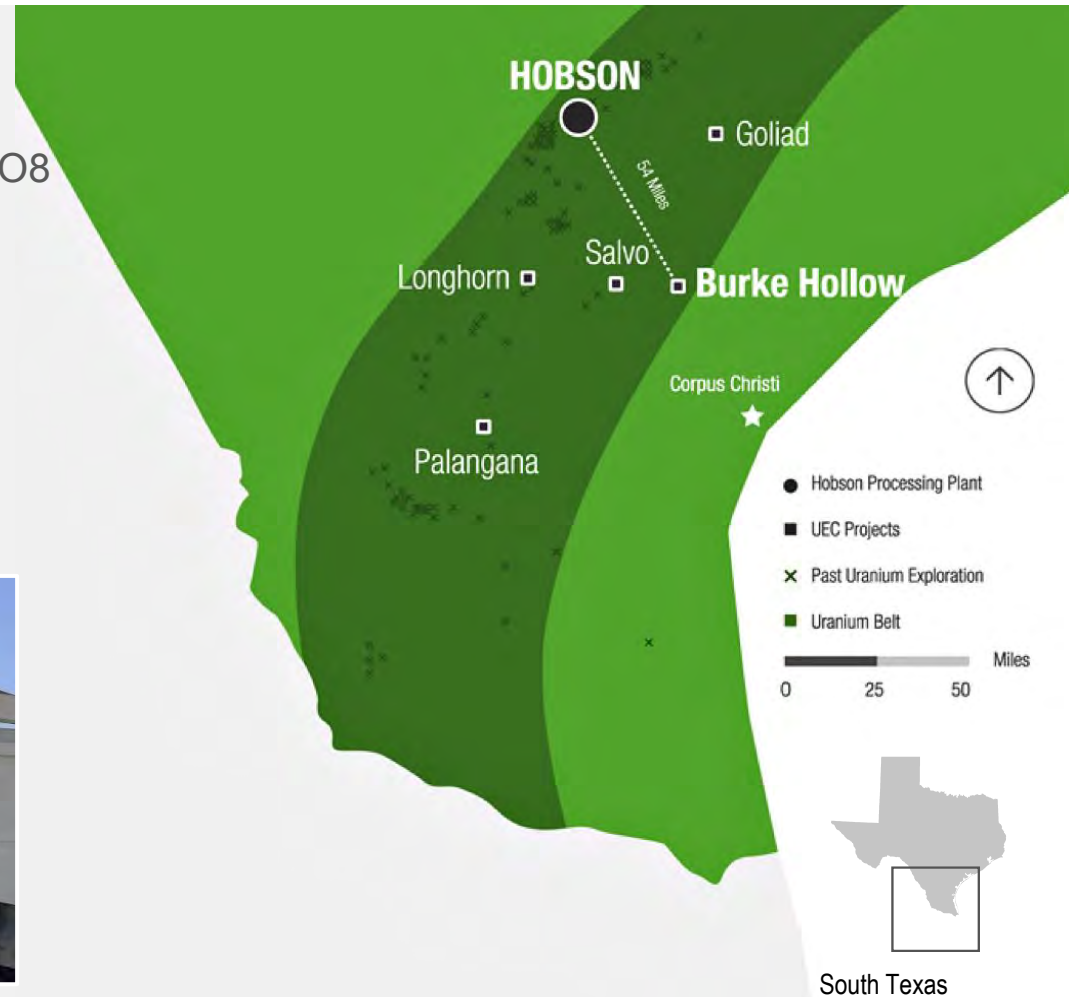 O8
HOBSON
Goliad
54 Miles
Salvo
Longhorn
Burke Hollow
Corpus Christi
Palangana
Hobson Processing Plant
UEC Projects
Past Uranium Exploration
Uranium Belt
Miles
0 25 50
South Texas